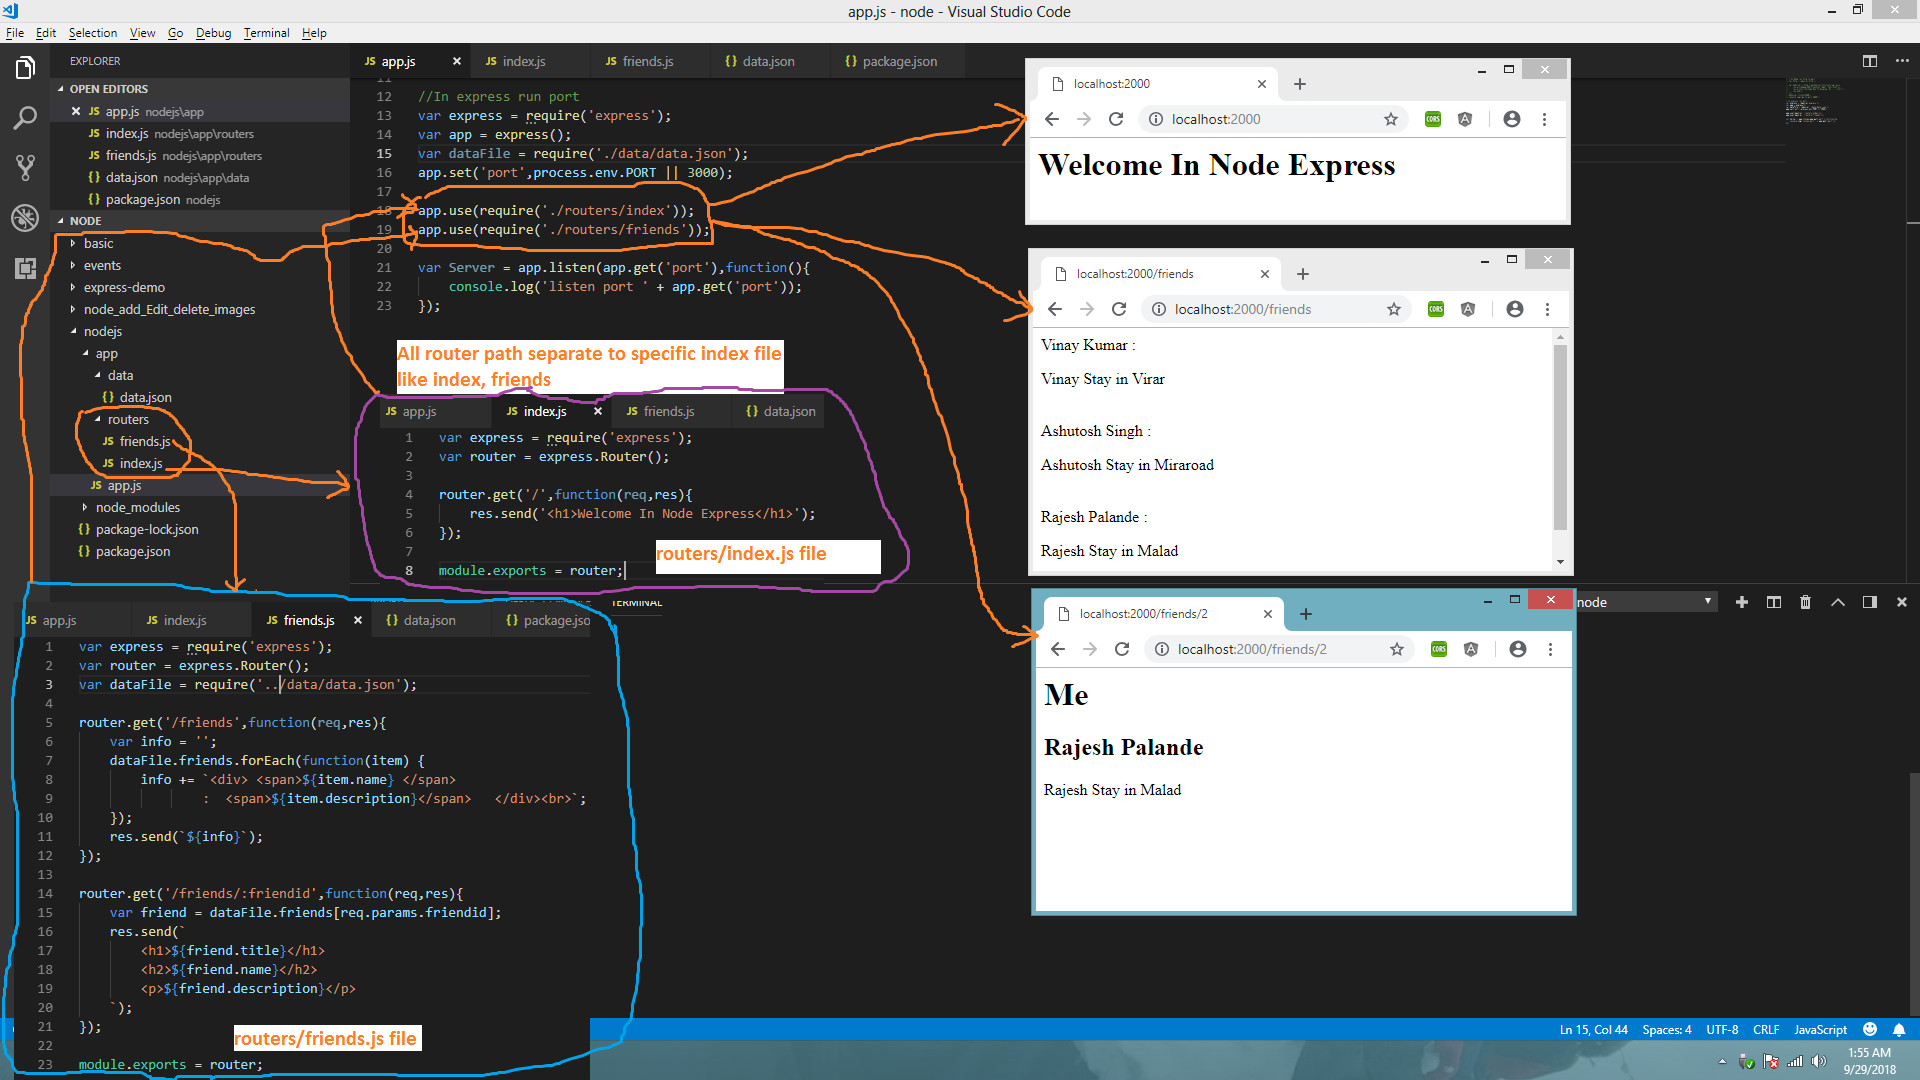 app.js - node - Visual Studio Code
File Edit Selection View Go Debug Terminal Help
EXPLORER
OPEN EDITORS
app.js nodejs\app
index.js nodejs\app\routers
friends.js nodejs\app\routers
data.json nodejs\app\data
package.json nodejs
NODE
basic
events
express-demo
node_add_Edit_delete_images
nodejs
app
data
data.json
routers
friends.js
index.js
app.js
node_modules
package-lock.json
package.json
app.js index.js friends.js data.json package.json
11
12 //In express run port
13 var express = require('express');
14 var app = express();
15 var dataFile = require('./data/data.json');
16 app.set('port',process.env.PORT || 3000);
17
18 app.use(require('./routers/index'));
19 app.use(require('./routers/friends'));
20
21 var Server = app.listen(app.get('port'),function(){
22 console.log('listen port ' + app.get('port'));
23 });
All router path separate to specific index file
like index, friends
app.js index.js friends.js data.json
1 var express = require('express');
2 var router = express.Router();
3
4 router.get('/',function(req,res){
5 res.send('<h1>Welcome In Node Express</h1>');
6 });
7
8 module.exports = router;
routers/index.js file
TERMINAL
node
app.js index.js friends.js data.json package.jso
1 var express = require('express');
2 var router = express.Router();
3 var dataFile = require('../data/data.json');
4
5 router.get('/friends',function(req,res){
6 var info = '';
7 dataFile.friends.forEach(function(item) {
8 info += `<div> <span>${item.name} </span>
9 : <span>${item.description}</span> </div><br>`;
10 });
11 res.send(`${info}`);
12 });
13
14 router.get('/friends/:friendid',function(req,res){
15 var friend = dataFile.friends[req.params.friendid];
16 res.send(`
17 <h1>${friend.title}</h1>
18 <h2>${friend.name}</h2>
19 <p>${friend.description}</p>
20 `);
21 });
22
23 module.exports = router;
routers/friends.js file
localhost:2000
localhost:2000
CORS
Welcome In Node Express
localhost:2000/friends
localhost:2000/friends
CORS
Vinay Kumar :
Vinay Stay in Virar
Ashutosh Singh :
Ashutosh Stay in Miraroad
Rajesh Palande :
Rajesh Stay in Malad
localhost:2000/friends/2
localhost:2000/friends/2
CORS
Me
Rajesh Palande
Rajesh Stay in Malad
Ln 15, Col 44 Spaces: 4 UTF-8 CRLF JavaScript
1:55 AM
9/29/2018